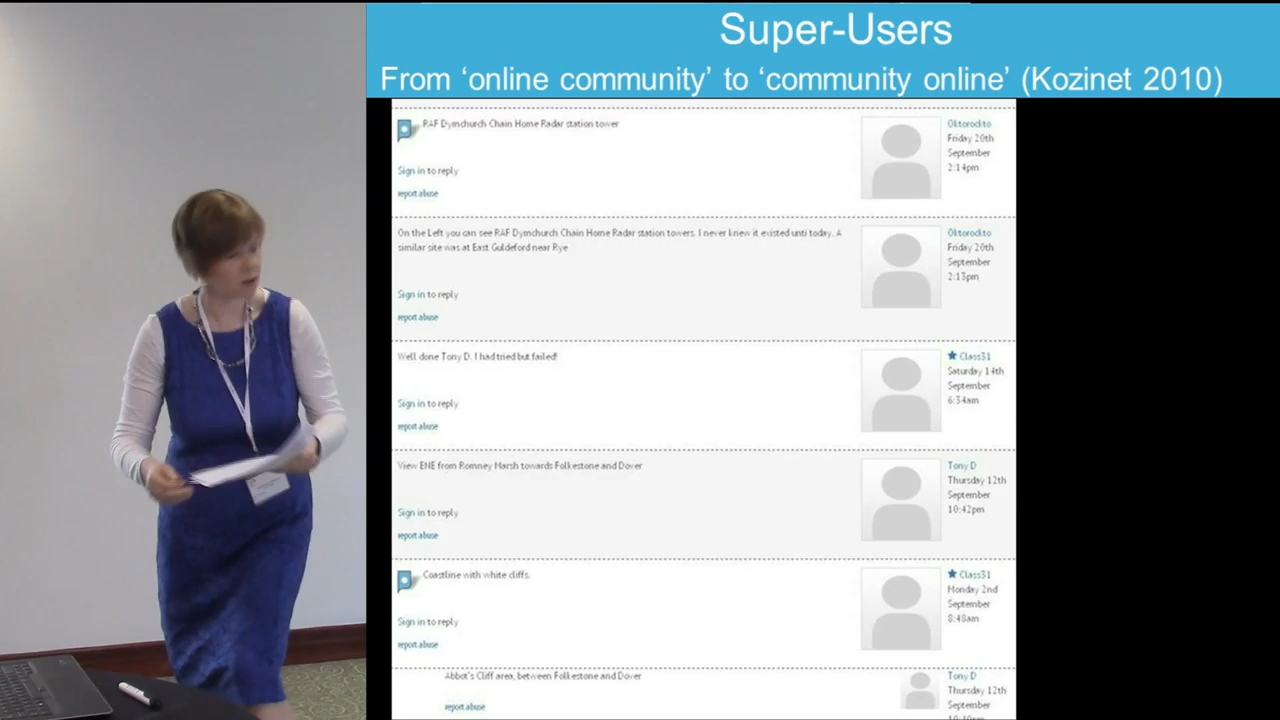 Super-Users
From ‘online community’ to ‘community online’ (Kozinet 2010)
RAF Dymchurch Chain Home Radar station tower
Sign in to reply
report abuse
Oktorockto
Friday 20th
September
2:14pm
On the Left you can see RAF Dymchurch Chain Home Radar station towers. I never knew it existed unti today. A
similar site was at East Guldeford near Rye
Sign in to reply
report abuse
Oktorockto
Friday 20th
September
2:13pm
Well done Tony D. I had tried but failed!
Sign in to reply
report abuse
Class31
Saturday 14th
September
6:34am
View ENE from Romney Marsh towards Folkestone and Dover
Sign in to reply
report abuse
Tony D
Thursday 12th
September
10:42pm
Coastline with white cliffs.
Sign in to reply
report abuse
Class31
Monday 2nd
September
8:48am
Abbot's Cliff area, between Folkestone and Dover
report abuse
Tony D
Thursday 12th
September